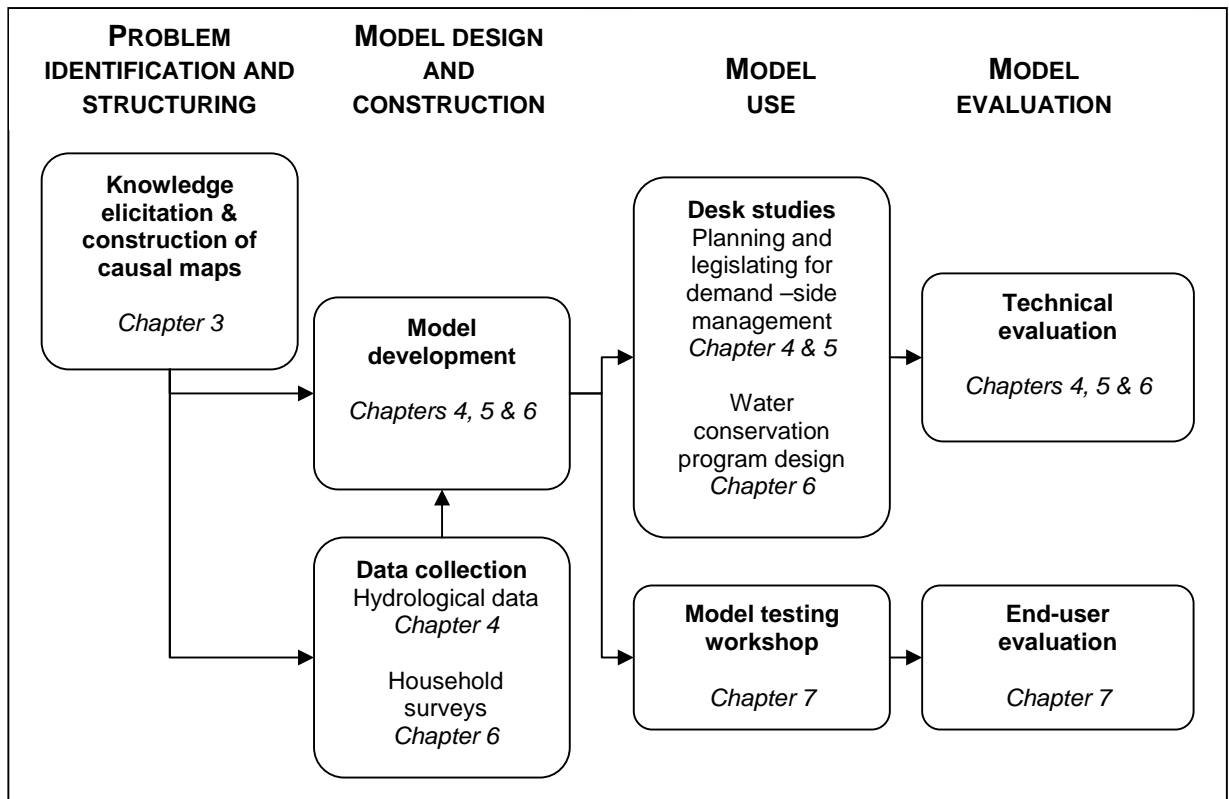 PROBLEM
IDENTIFICATION AND
STRUCTURING
MODEL DESIGN
AND
CONSTRUCTION
MODEL
USE
MODEL
EVALUATION
Knowledge
elicitation &
construction of
causal maps
Chapter 3
Model
development
Chapters 4, 5 & 6
Data collection
Hydrological data
Chapter 4
Household
surveys
Chapter 6
Desk studies
Planning and
legislating for
demand –side
management
Chapter 4 & 5
Water
conservation
program design
Chapter 6
Model testing
workshop
Chapter 7
Technical
evaluation
Chapters 4, 5 & 6
End-user
evaluation
Chapter 7